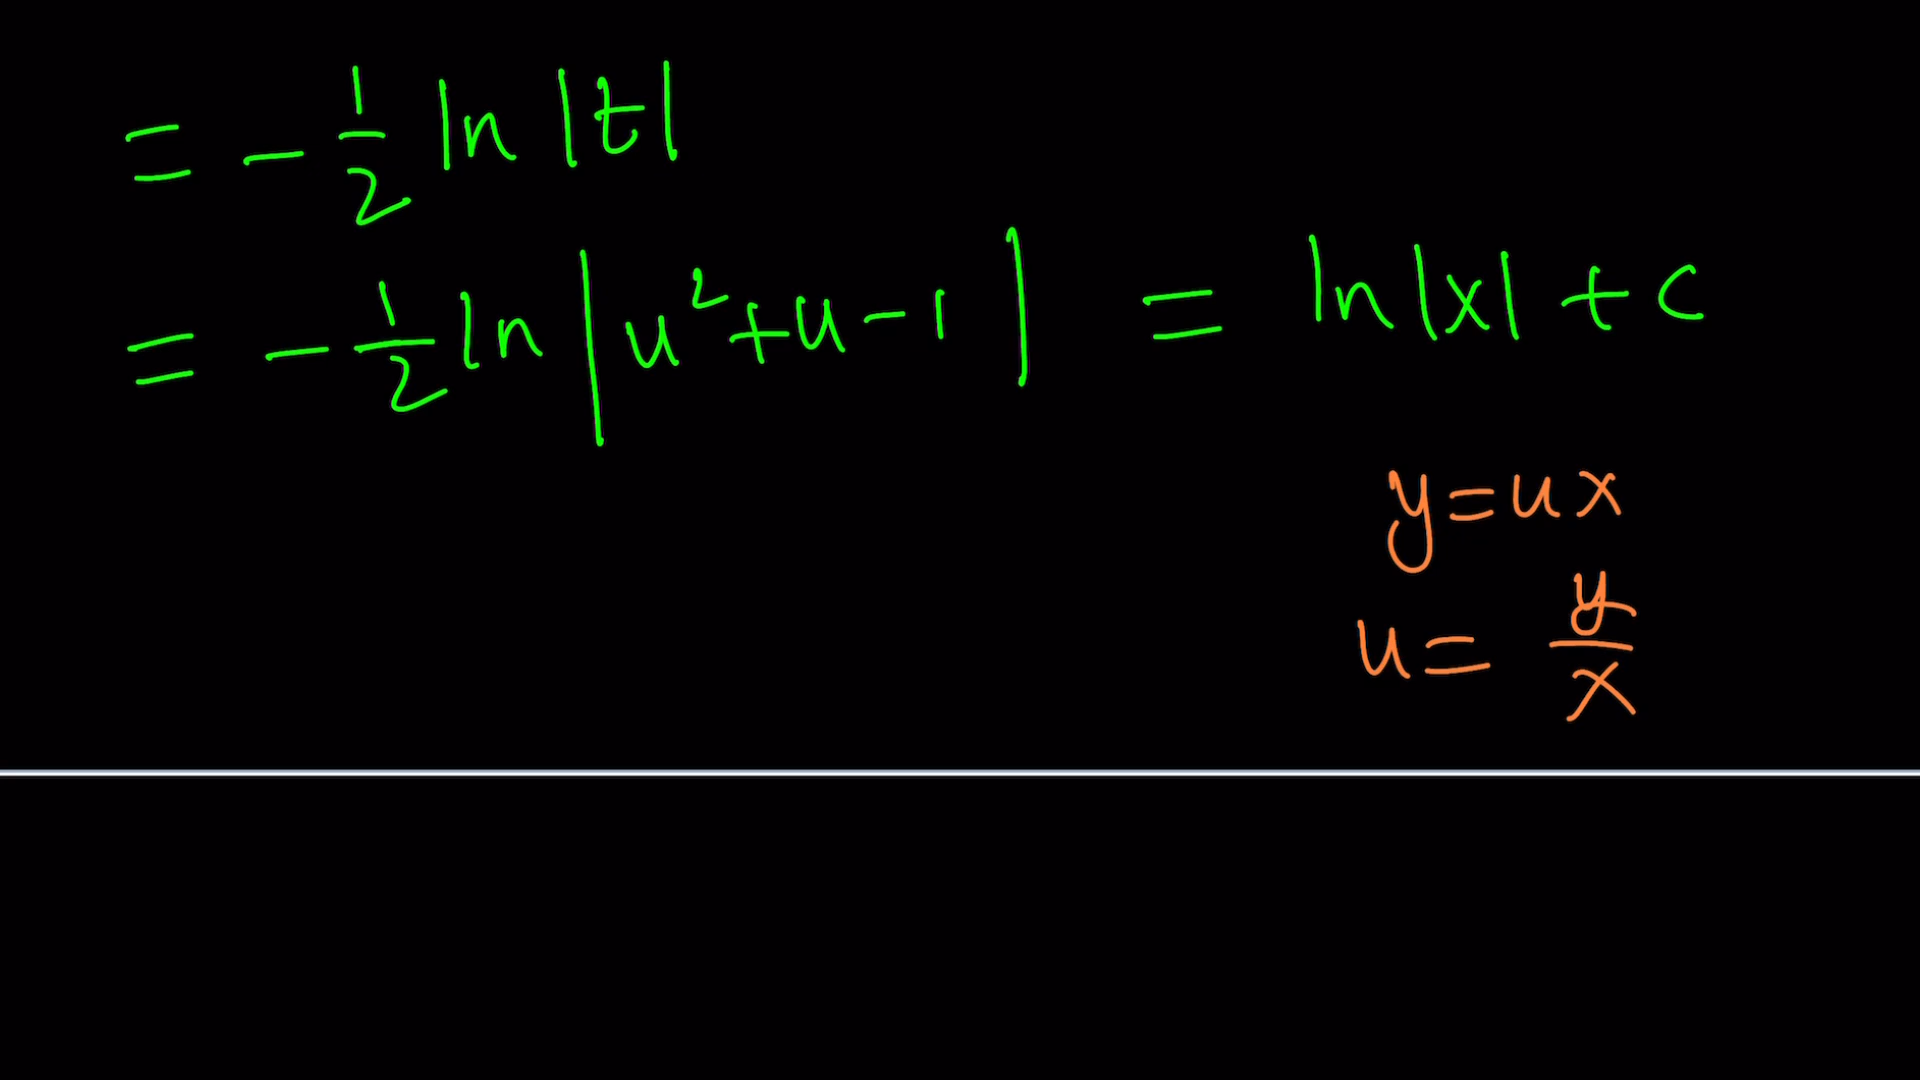 = -1/2 ln |t|
= -1/2 ln |u² + u - 1| = ln|x| + c
y = ux
u = y/x